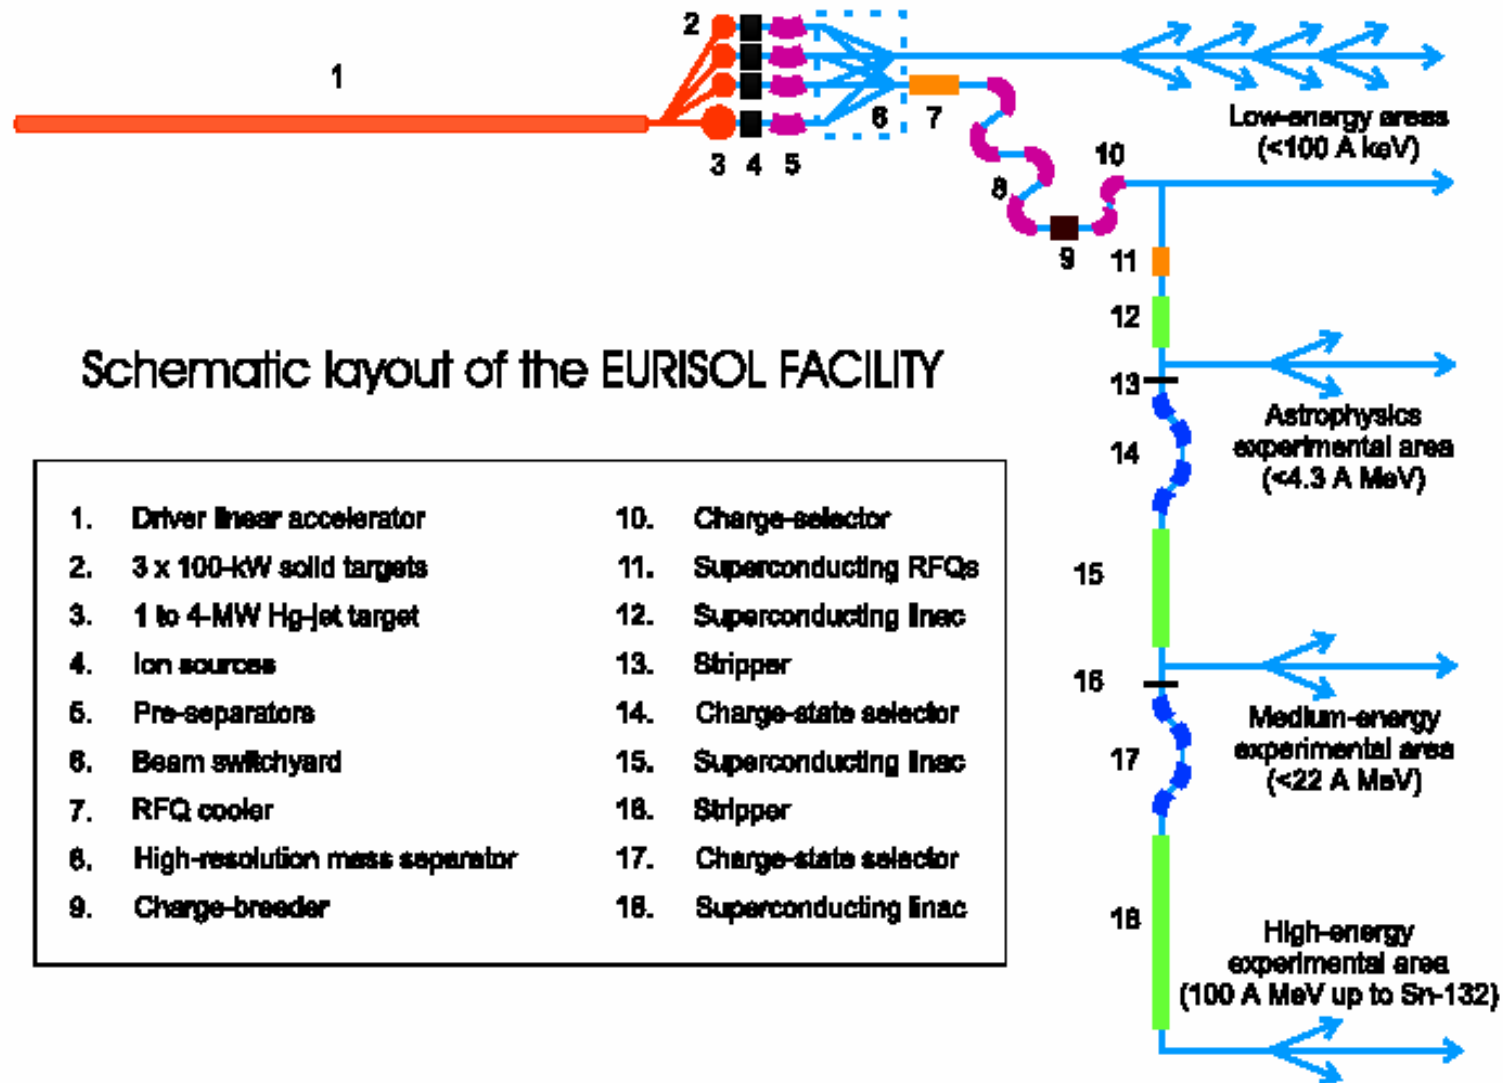 1
2
3 4 5
6
7
8
9
10
Low-energy areas
(<100 A keV)
11
12
13
Astrophysics
experimental area
(<4.3 A MeV)
14
15
16
Medium-energy
experimental area
(<22 A MeV)
17
18
High-energy
experimental area
(100 A MeV up to Sn-132)
Schematic layout of the EURISOL FACILITY
1. Driver linear accelerator
2. 3 x 100-kW solid targets
3. 1 to 4-MW Hg-jet target
4. Ion sources
5. Pre-separators
6. Beam switchyard
7. RFQ cooler
8. High-resolution mass separator
9. Charge-breeder
10. Charge-selector
11. Superconducting RFQs
12. Superconducting linac
13. Stripper
14. Charge-state selector
15. Superconducting linac
16. Stripper
17. Charge-state selector
18. Superconducting linac